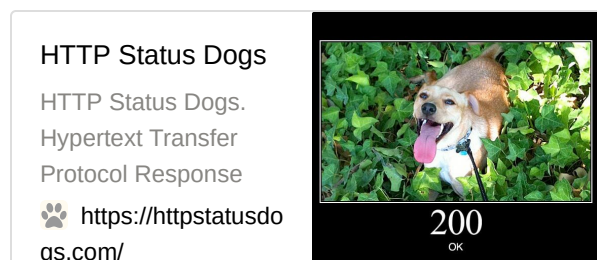 HTTP Status Dogs
HTTP Status Dogs.
Hypertext Transfer
Protocol Response
https://httpstatusdo
gs.com/
200
OK